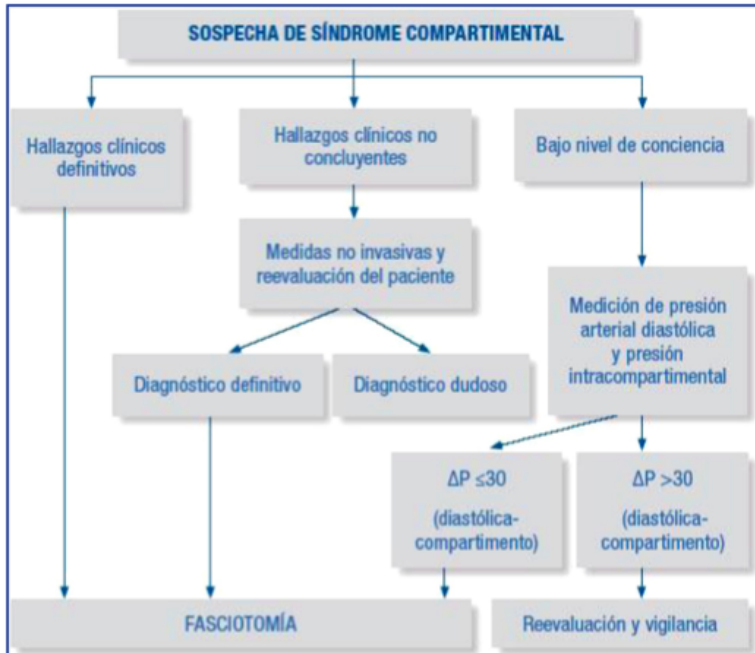 SOSPECHA DE SÍNDROME COMPARTIMENTAL
Hallazgos clínicos
definitivos
Hallazgos clínicos no
concluyentes
Bajo nivel de conciencia
Medidas no invasivas y
reevaluación del paciente
Medición de presión
arterial diastólica
y presión
intracompartimental
Diagnóstico definitivo
Diagnóstico dudoso
ΔP ≤30
(diastólica-
compartimento)
ΔP >30
(diastólica-
compartimento)
FASCIOTOMÍA
Reevaluación y vigilancia